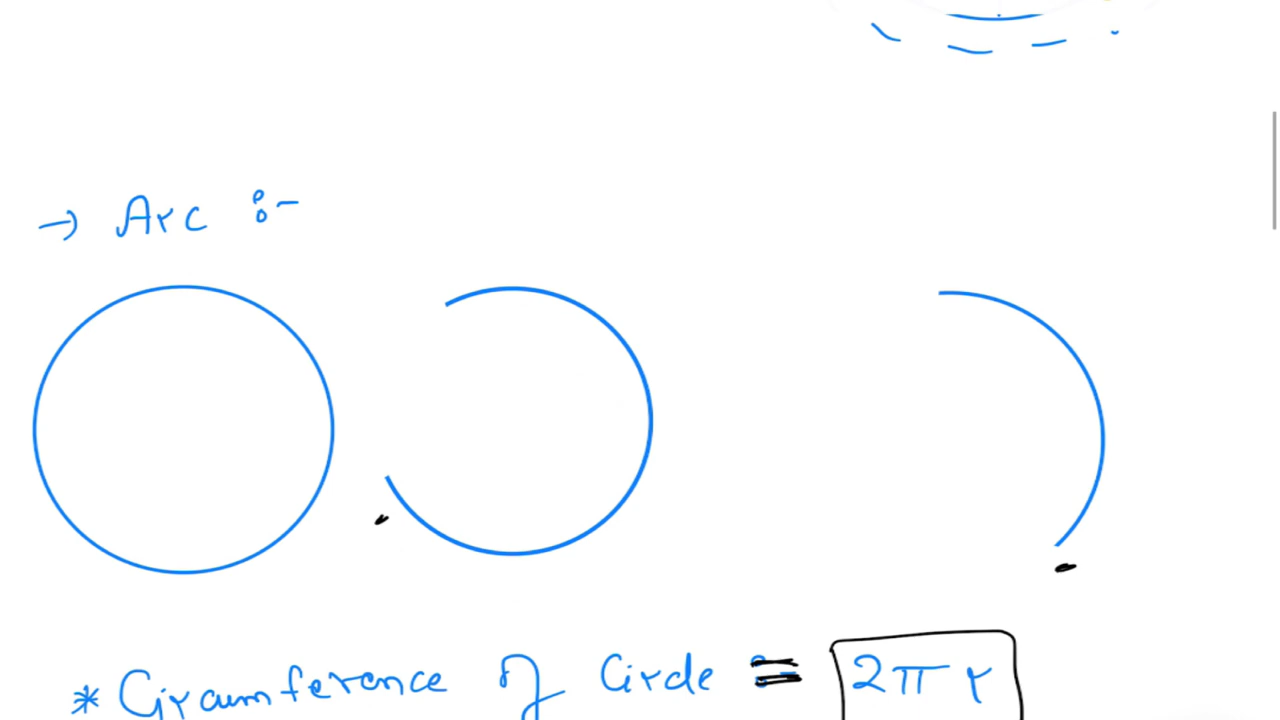 → Arc :-
* Circumference of Circle = 2πr